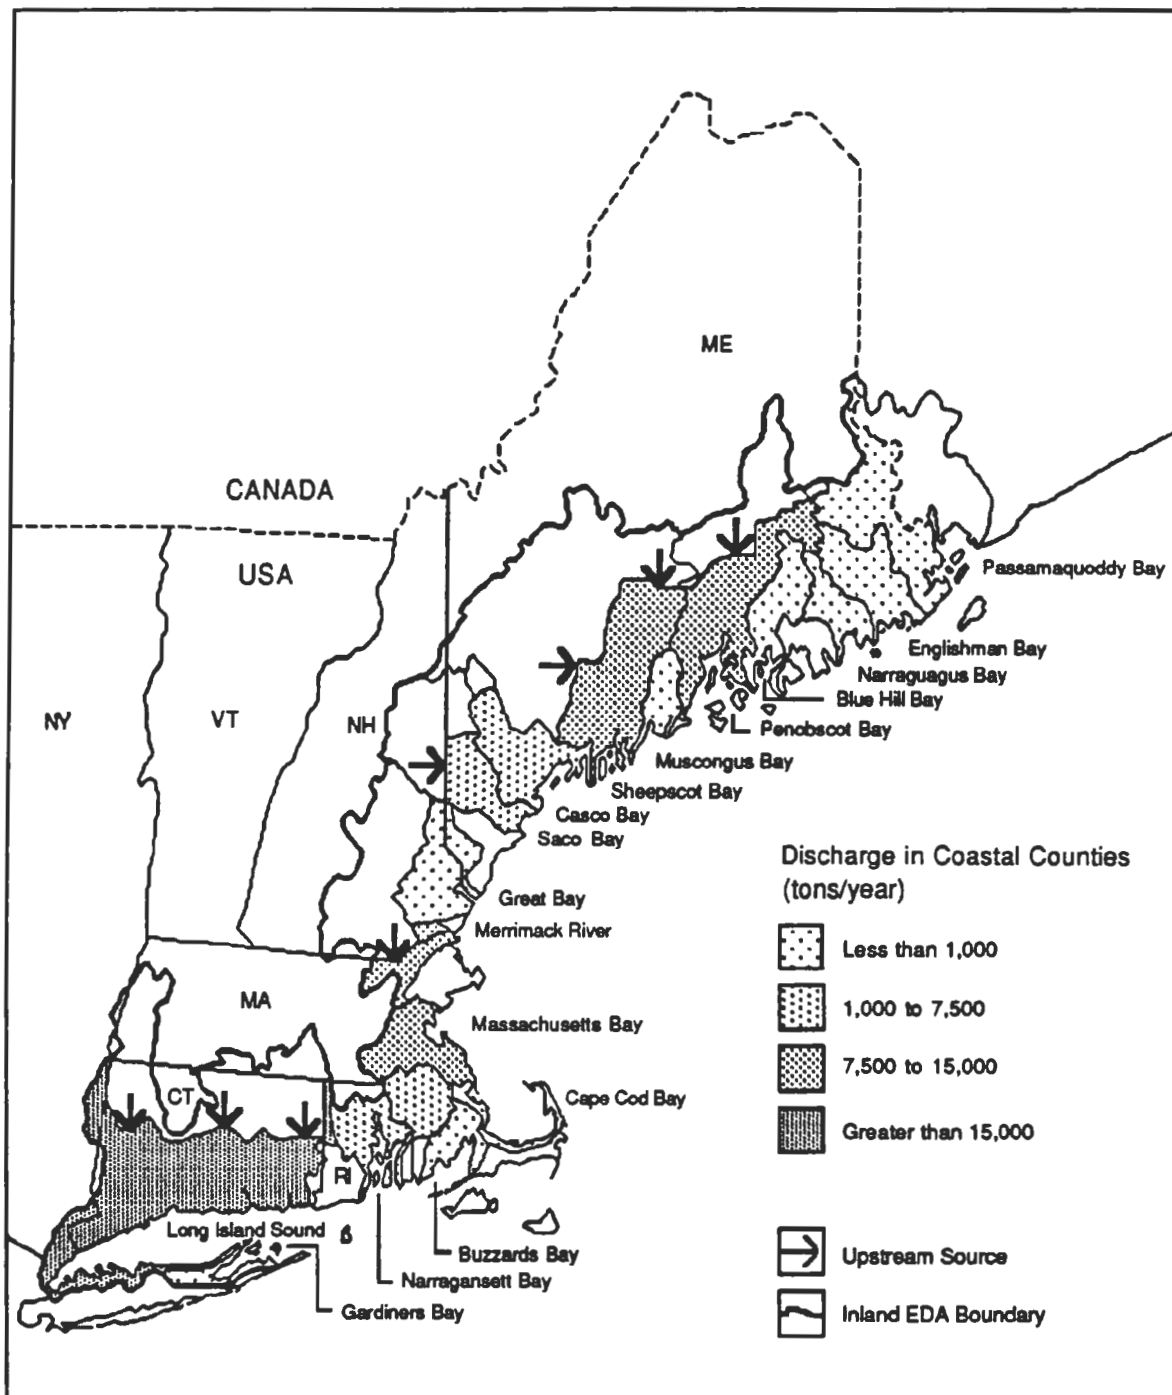 ME
CANADA
USA
Passamaquoddy Bay
Englishman Bay
Narraguagus Bay
Blue Hill Bay
Penobscot Bay
NY
VT
NH
Muscongus Bay
Sheepscot Bay
Casco Bay
Saco Bay
Great Bay
Merrimack River
MA
Massachusetts Bay
CT
Cape Cod Bay
RI
Long Island Sound
Buzzards Bay
Narragansett Bay
Gardiners Bay
Discharge in Coastal Counties
(tons/year)
Less than 1,000
1,000 to 7,500
7,500 to 15,000
Greater than 15,000
Upstream Source
Inland EDA Boundary